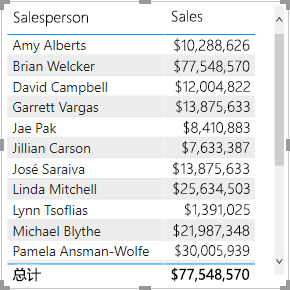 Salesperson Sales
Amy Alberts $10,288,626
Brian Welcker $77,548,570
David Campbell $12,004,822
Garrett Vargas $13,875,633
Jae Pak $8,410,883
Jillian Carson $7,633,387
José Saraiva $13,875,633
Linda Mitchell $25,634,503
Lynn Tsoflias $1,391,025
Michael Blythe $21,987,348
Pamela Ansman-Wolfe $30,005,939
总计 $77,548,570